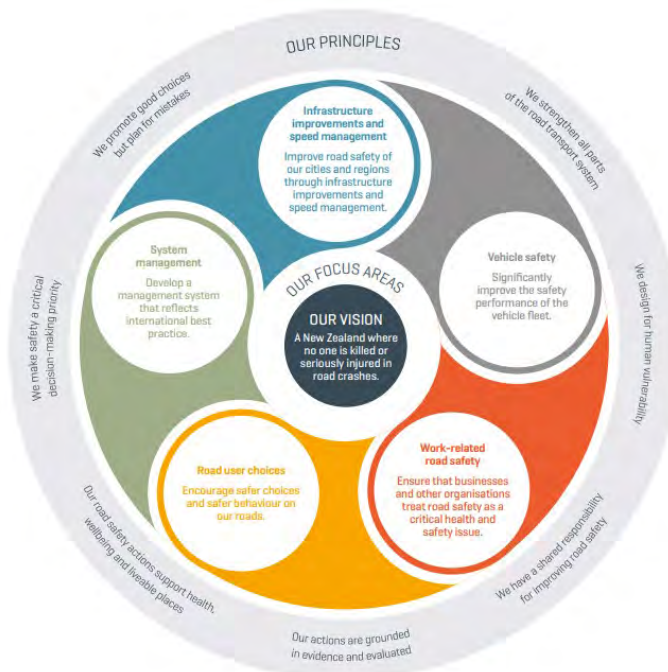 OUR PRINCIPLES
We promote good choices
but plan for mistakes
We strengthen all parts
of the road transport system
We design for human vulnerability
We have a shared responsibility
for improving road safety
Our actions are grounded
in evidence and evaluated
Our road safety actions support health,
wellbeing and liveable places
We make safety a critical
decision-making priority
Infrastructure
improvements and
speed management
Improve road safety of
our cities and regions
through infrastructure
improvements and
speed management.
Vehicle safety
Significantly
improve the safety
performance of the
vehicle fleet.
Work-related
road safety
Ensure that businesses
and other organisations
treat road safety as a
critical health and
safety issue.
Road user choices
Encourage safer choices
and safer behaviour on
our roads.
System
management
Develop a
management system
that reflects
international best
practice.
OUR FOCUS AREAS
OUR VISION
A New Zealand where
no one is killed or
seriously injured in
road crashes.